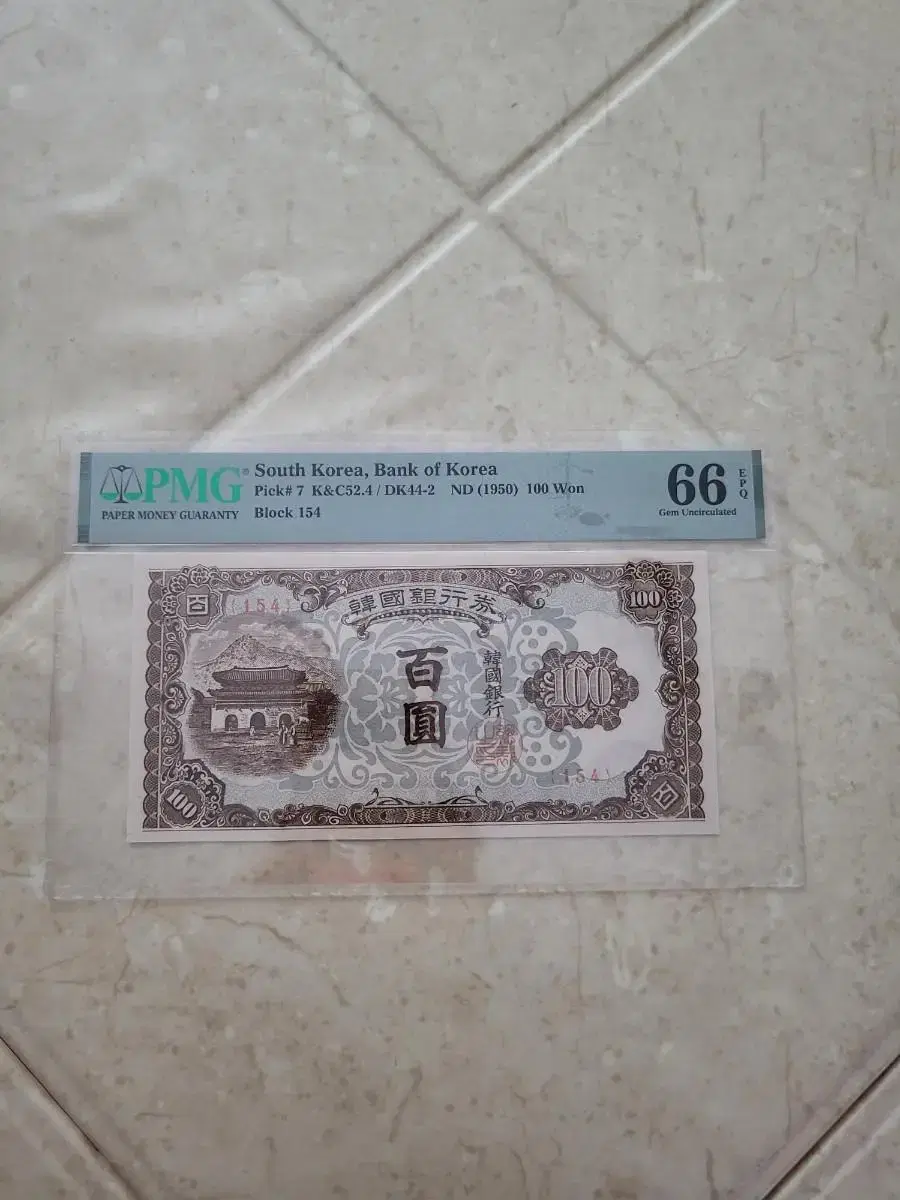 PMG®
PAPER MONEY GUARANTY
South Korea, Bank of Korea
Pick# 7 K&C52.4 / DK44-2 ND (1950) 100 Won
Block 154
66
EPQ
Gem Uncirculated
百
{154}
韓國銀行券
100
百圓
韓國銀行
100
{154}
100
百